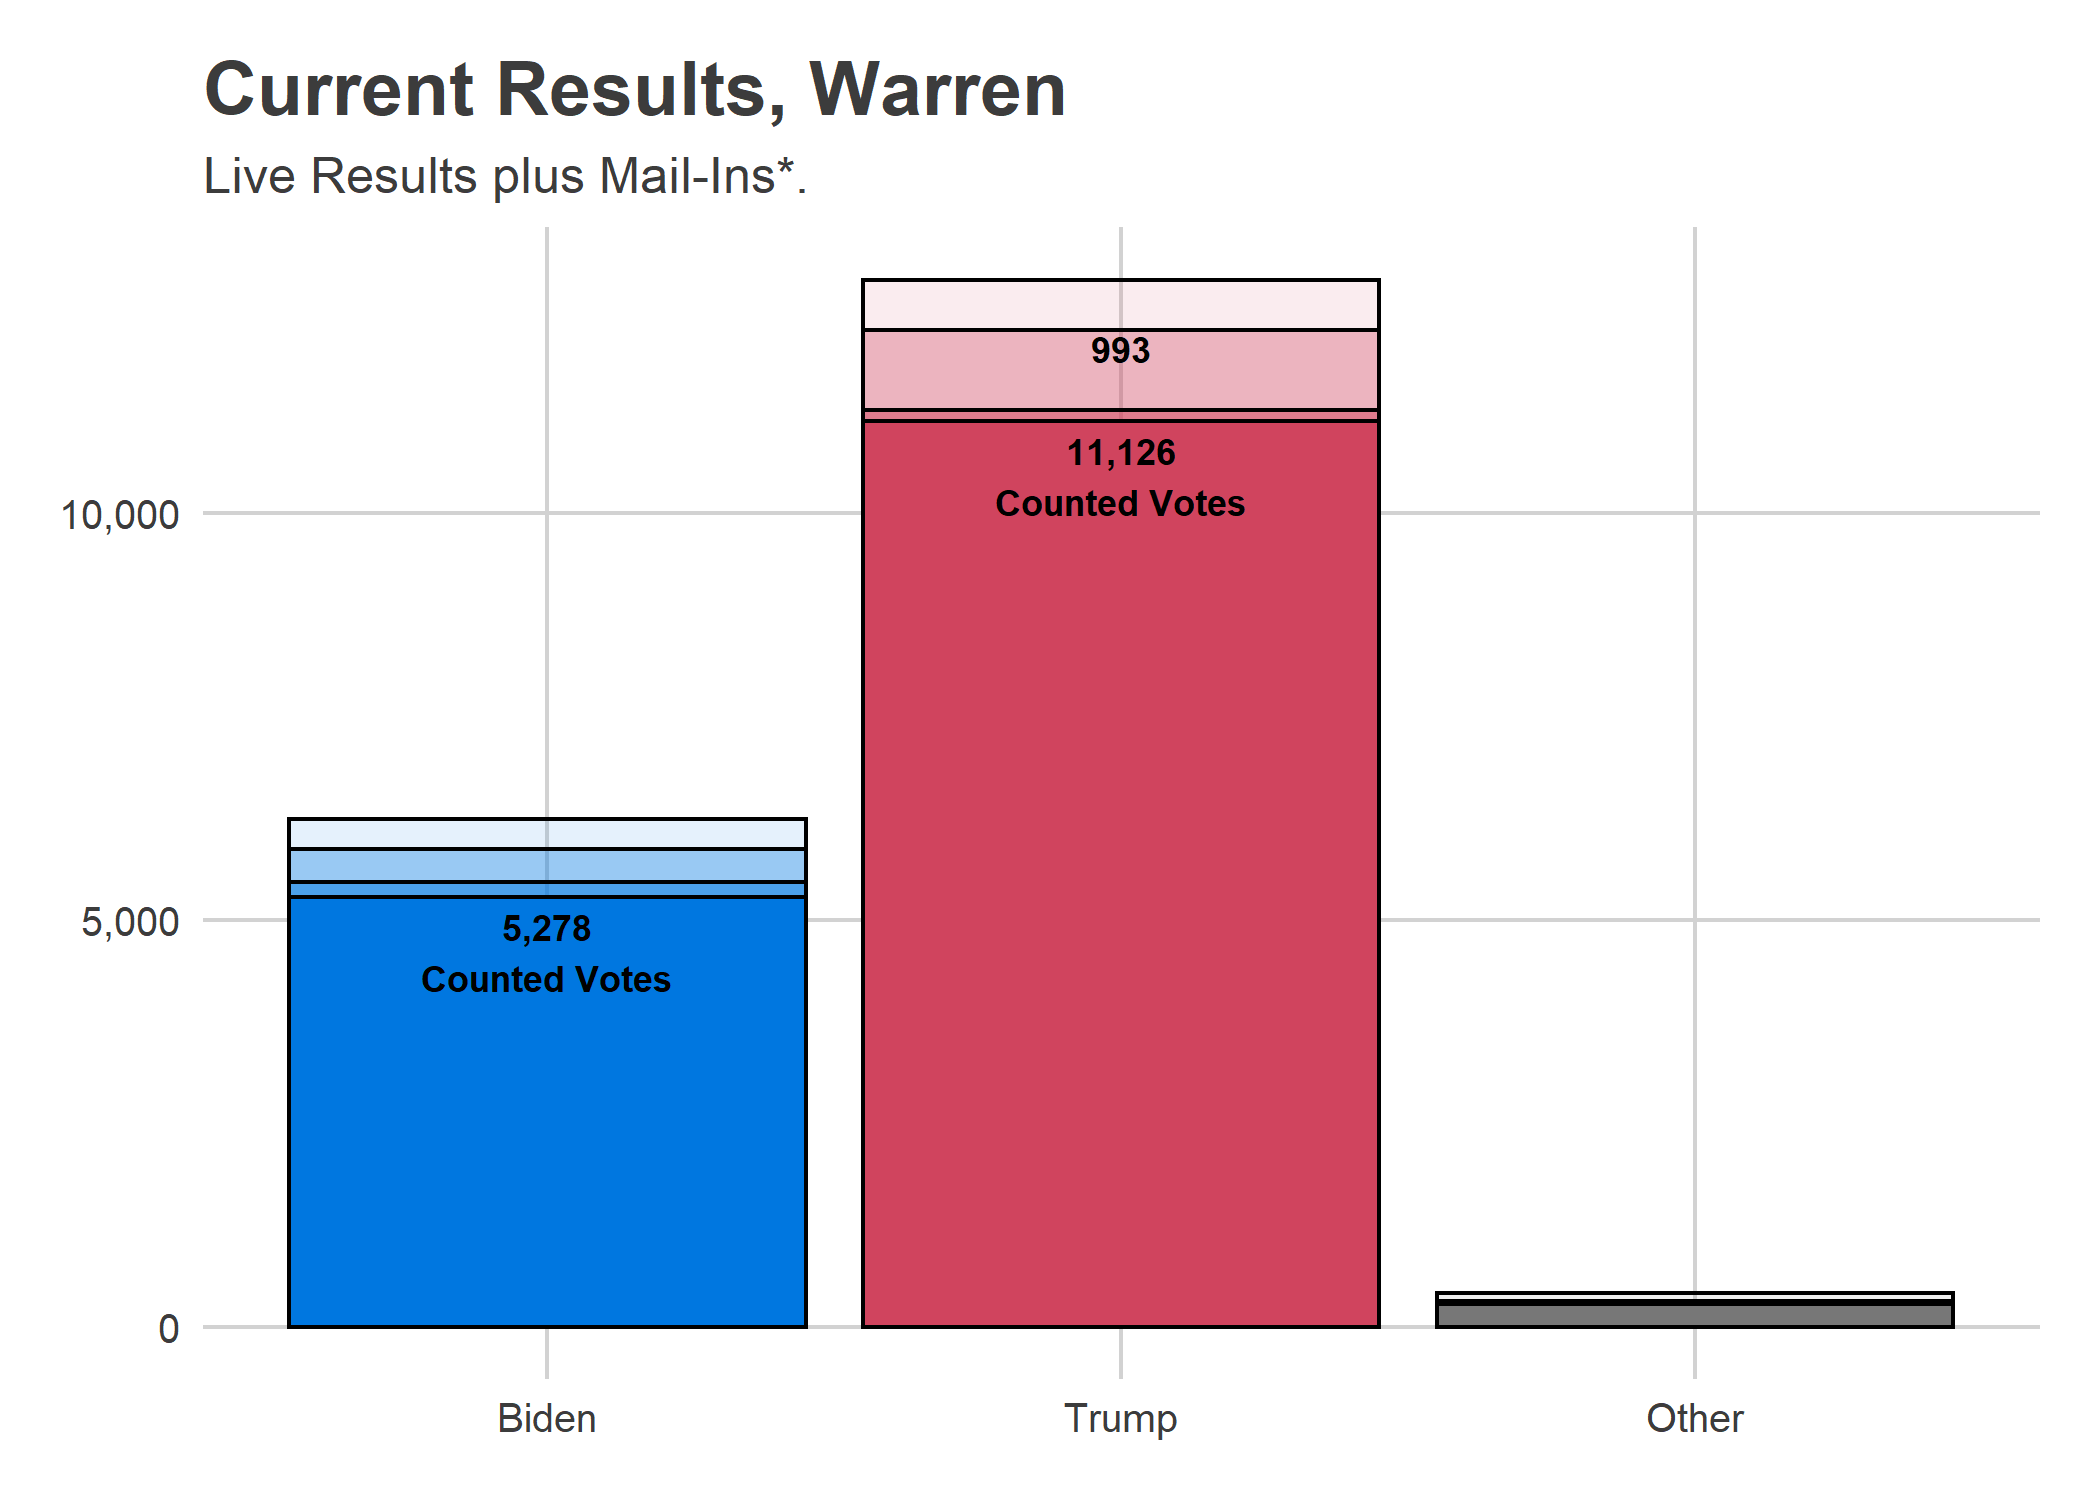 Current Results, Warren
Live Results plus Mail-Ins*.
993
11,126
Counted Votes
10,000
5,000
5,278
Counted Votes
0
Biden
Trump
Other